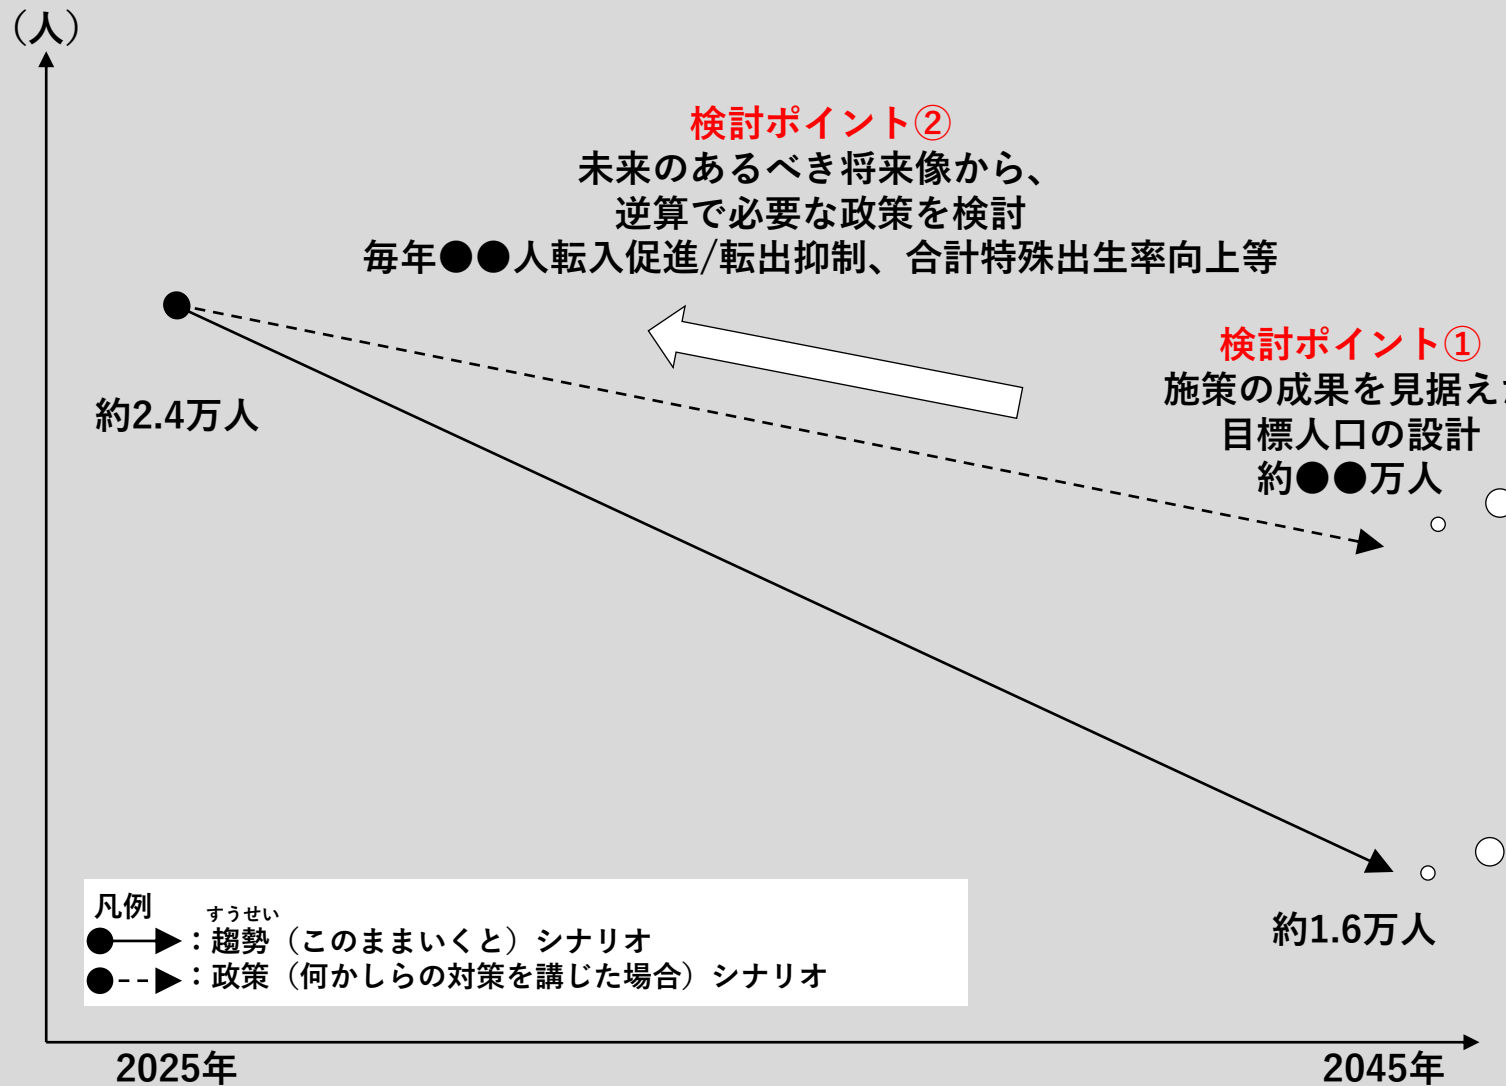 （人）
検討ポイント②
未来のあるべき将来像から、
逆算で必要な政策を検討
毎年●●人転入促進/転出抑制、合計特殊出生率向上等
検討ポイント①
施策の成果を見据え
目標人口の設計
約●●万人
約2.4万人
約1.6万人
凡例
すうせい
：趨勢（このままいくと）シナリオ
：政策（何かしらの対策を講じた場合）シナリオ
2025年
2045年